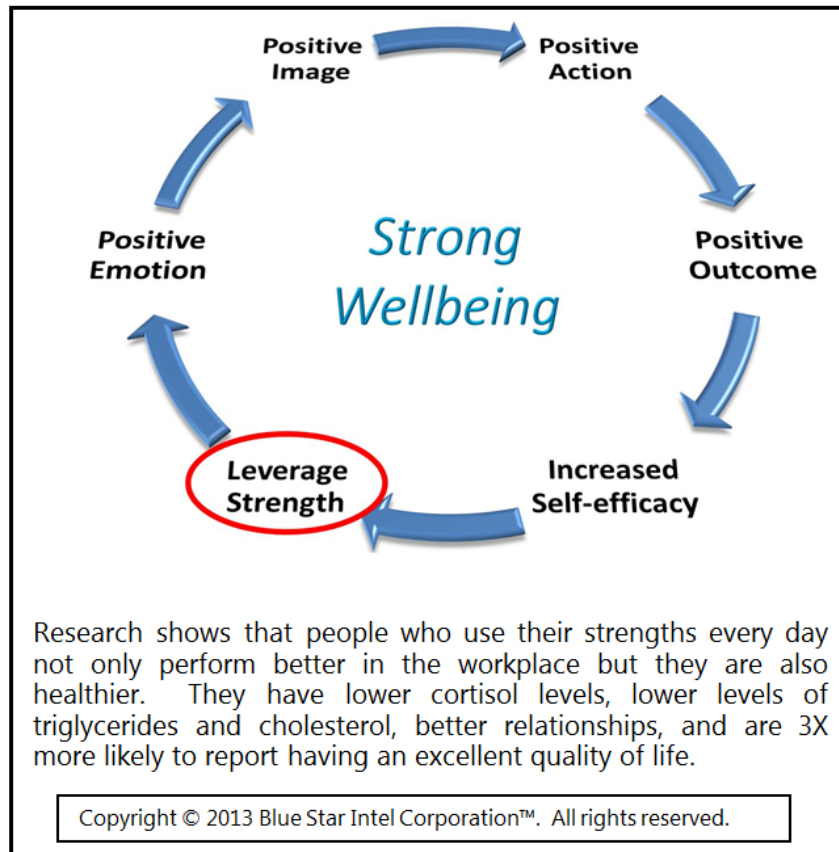 Positive
Image
Positive
Action
Positive
Outcome
Increased
Self-efficacy
Leverage
Strength
Positive
Emotion
Strong
Wellbeing
Research shows that people who use their strengths every day
not only perform better in the workplace but they are also
healthier. They have lower cortisol levels, lower levels of
triglycerides and cholesterol, better relationships, and are 3X
more likely to report having an excellent quality of life.
Copyright © 2013 Blue Star Intel Corporation™. All rights reserved.